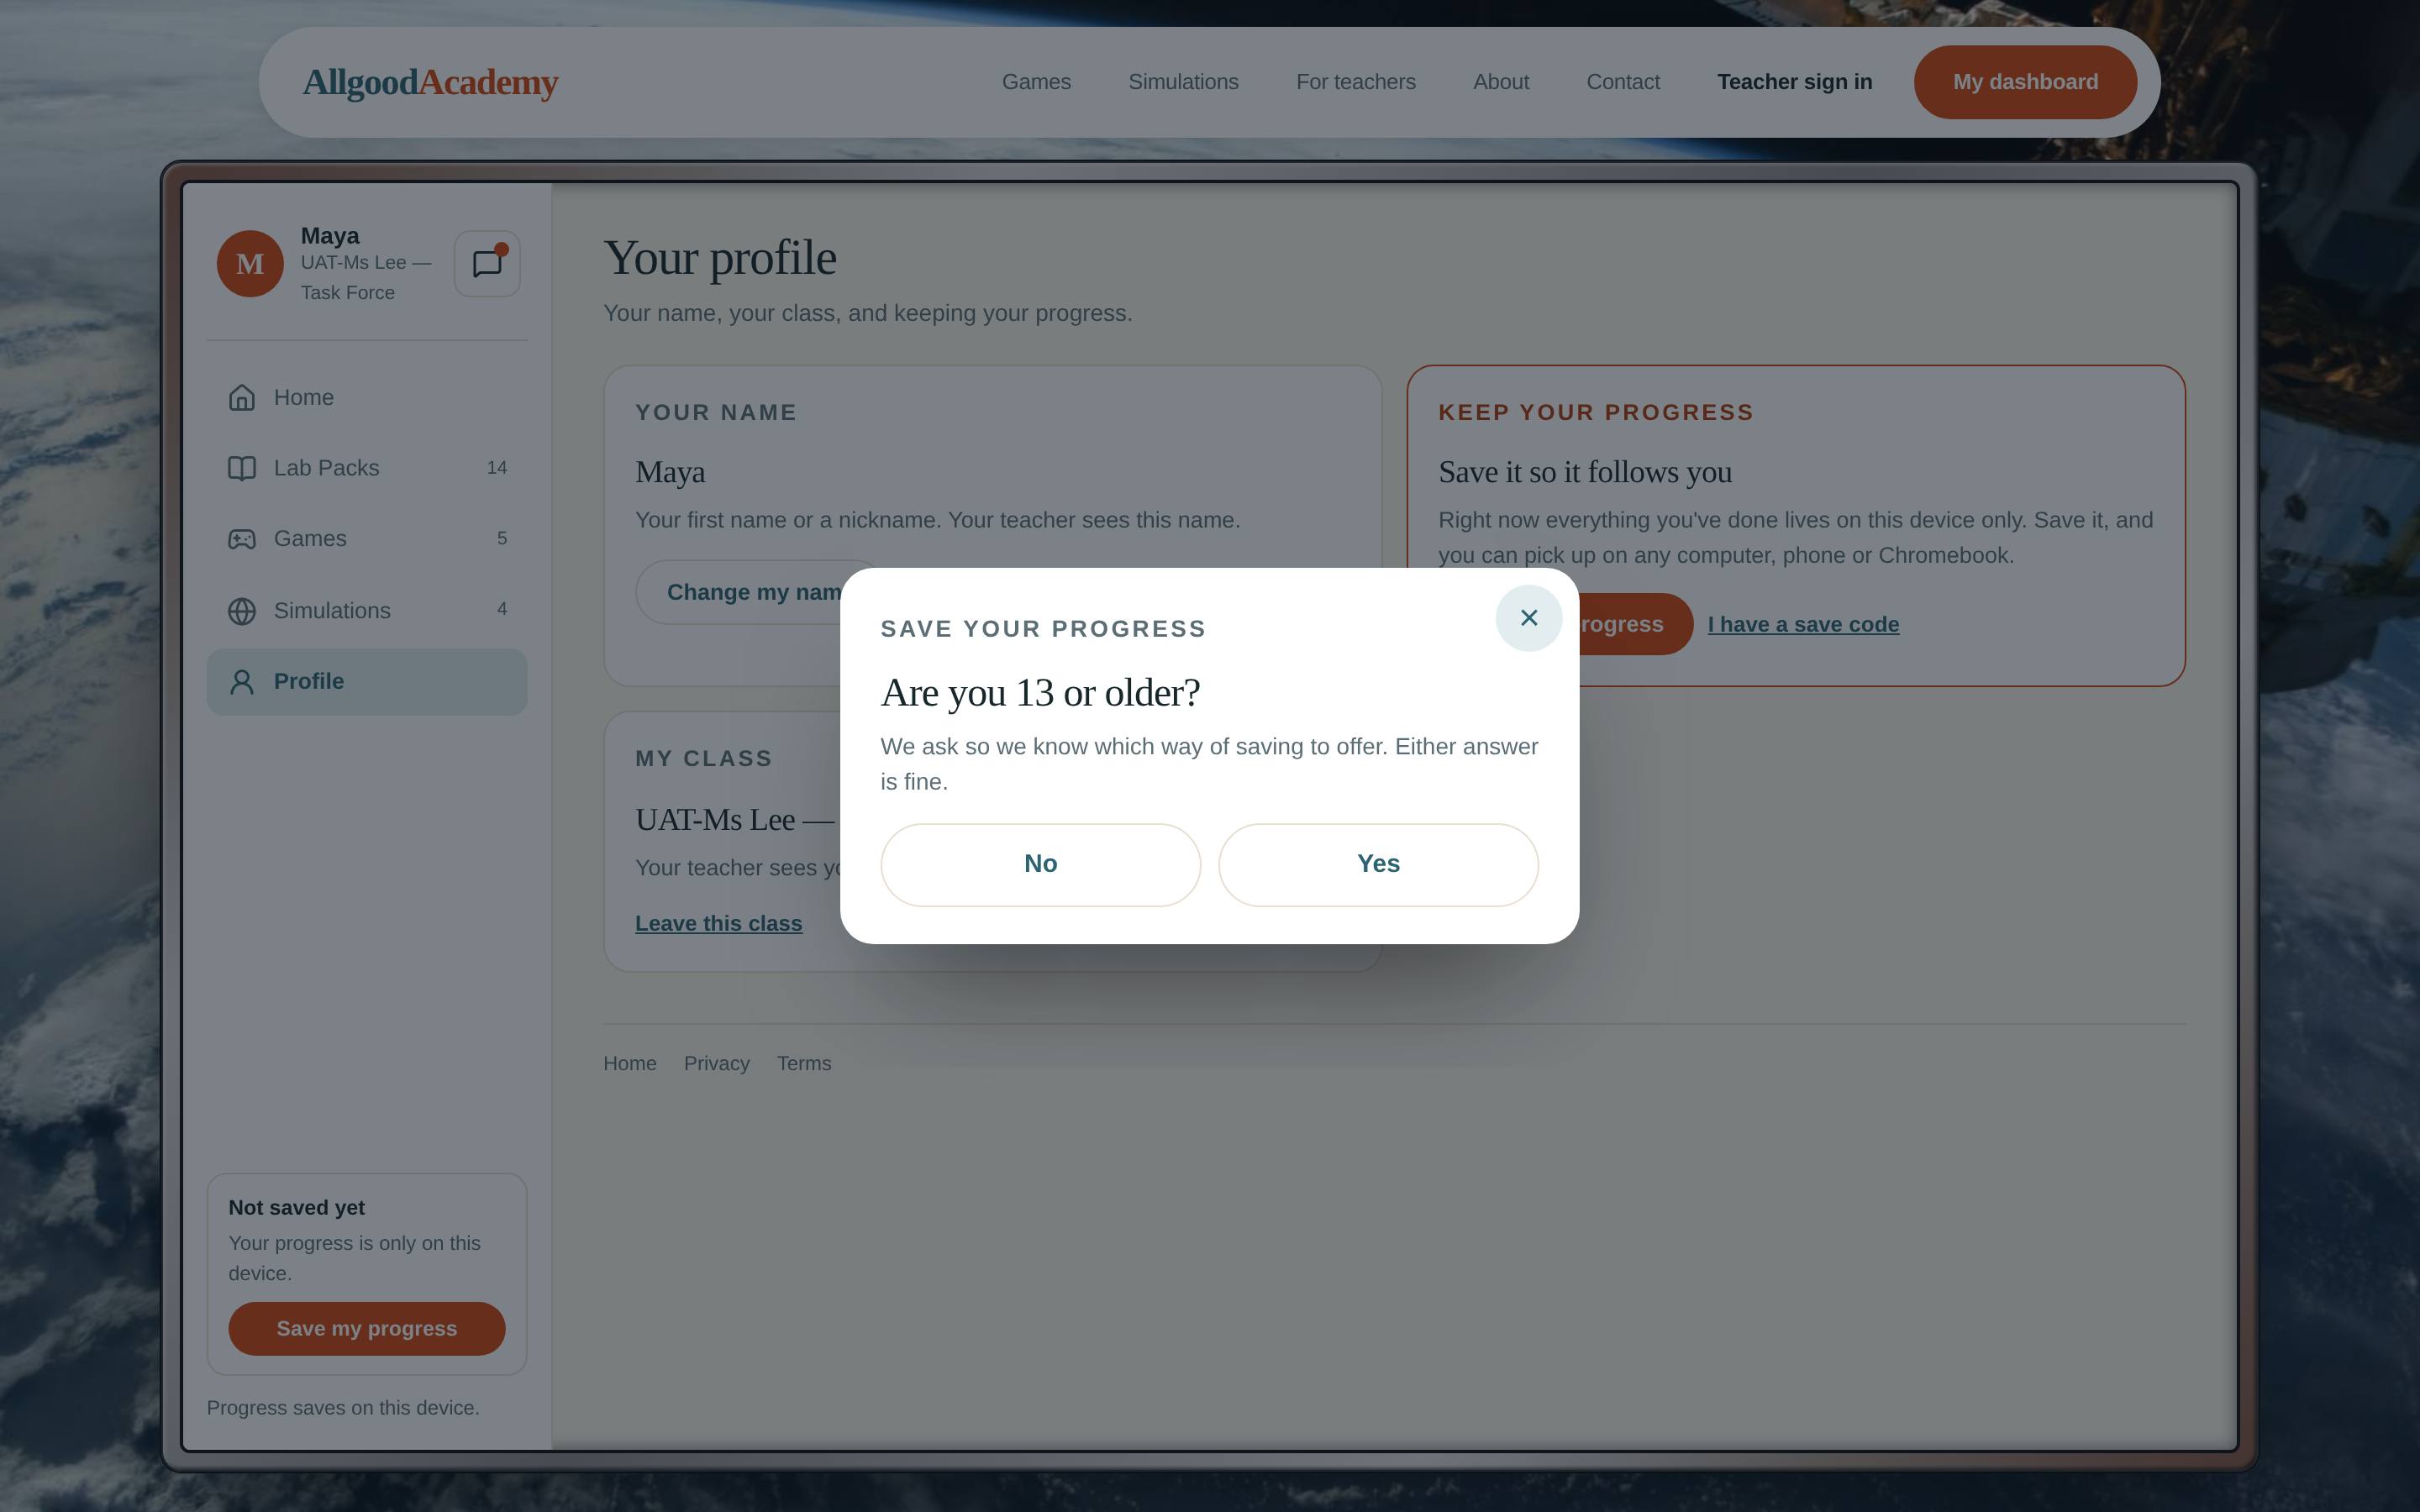 AllgoodAcademy
Games
Simulations
For teachers
About
Contact
Teacher sign in
My dashboard
M
Maya
UAT-Ms Lee —
Task Force
Home
Lab Packs 14
Games 5
Simulations 4
Profile
Not saved yet
Your progress is only on this
device.
Save my progress
Progress saves on this device.
Your profile
Your name, your class, and keeping your progress.
YOUR NAME
Maya
Your first name or a nickname. Your teacher sees this name.
Change my nam
KEEP YOUR PROGRESS
Save it so it follows you
Right now everything you've done lives on this device only. Save it, and
you can pick up on any computer, phone or Chromebook.
rogress
I have a save code
MY CLASS
UAT-Ms Lee —
Your teacher sees yo
Leave this class
SAVE YOUR PROGRESS
Are you 13 or older?
We ask so we know which way of saving to offer. Either answer
is fine.
No
Yes
Home
Privacy
Terms